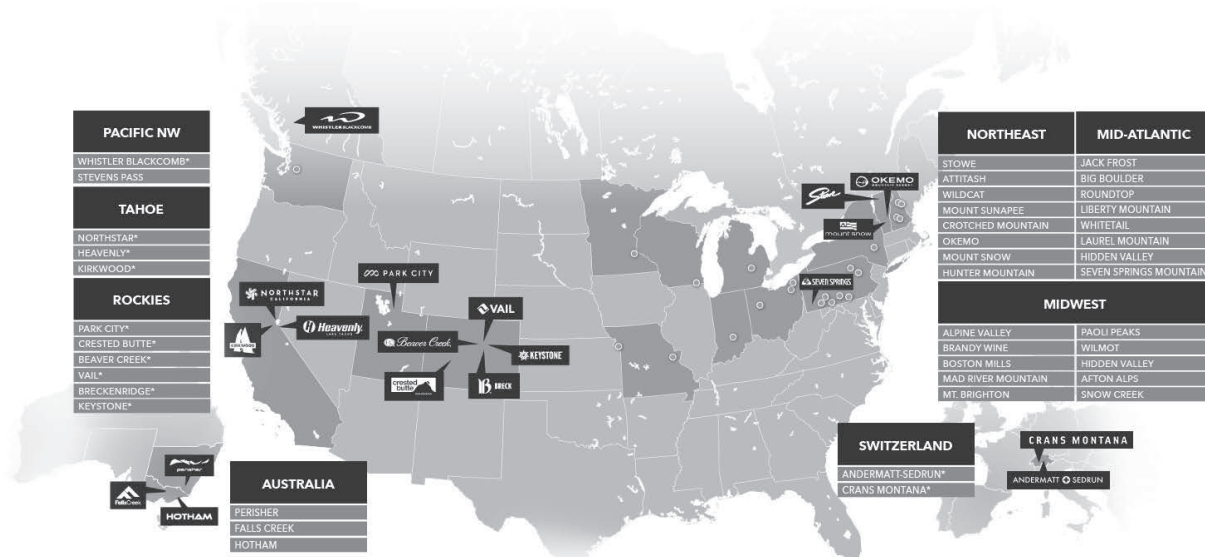 PACIFIC NW
WHISTLER BLACKCOMB*
STEVENS PASS
TAHOE
NORTHSTAR*
HEAVENLY*
KIRKWOOD*
ROCKIES
PARK CITY*
CRESTED BUTTE*
BEAVER CREEK*
VAIL*
BRECKENRIDGE*
KEYSTONE*
WHISTLER BLACKCOMB
PARK CITY
NORTHSTAR
CALIFORNIA
Heavenly
VAIL
Beaver Creek
KEYSTONE
crested
butte
BRECK
Stowe
OKEMO
mount snow
SEVEN SPRINGS
NORTHEAST
STOWE
ATTITASH
WILDCAT
MOUNT SUNAPEE
CROTCHED MOUNTAIN
OKEMO
MOUNT SNOW
HUNTER MOUNTAIN
MID-ATLANTIC
JACK FROST
BIG BOULDER
ROUNDTOP
LIBERTY MOUNTAIN
WHITETAIL
LAUREL MOUNTAIN
HIDDEN VALLEY
SEVEN SPRINGS MOUNTAIN
MIDWEST
ALPINE VALLEY
BRANDY WINE
BOSTON MILLS
MAD RIVER MOUNTAIN
MT. BRIGHTON
PAOLI PEAKS
WILMOT
HIDDEN VALLEY
AFTON ALPS
SNOW CREEK
perisher
FallsCreek
HOTHAM
AUSTRALIA
PERISHER
FALLS CREEK
HOTHAM
SWITZERLAND
ANDERMATT-SEDRUN*
CRANS MONTANA*
CRANS MONTANA
ANDERMATT SEDRUN